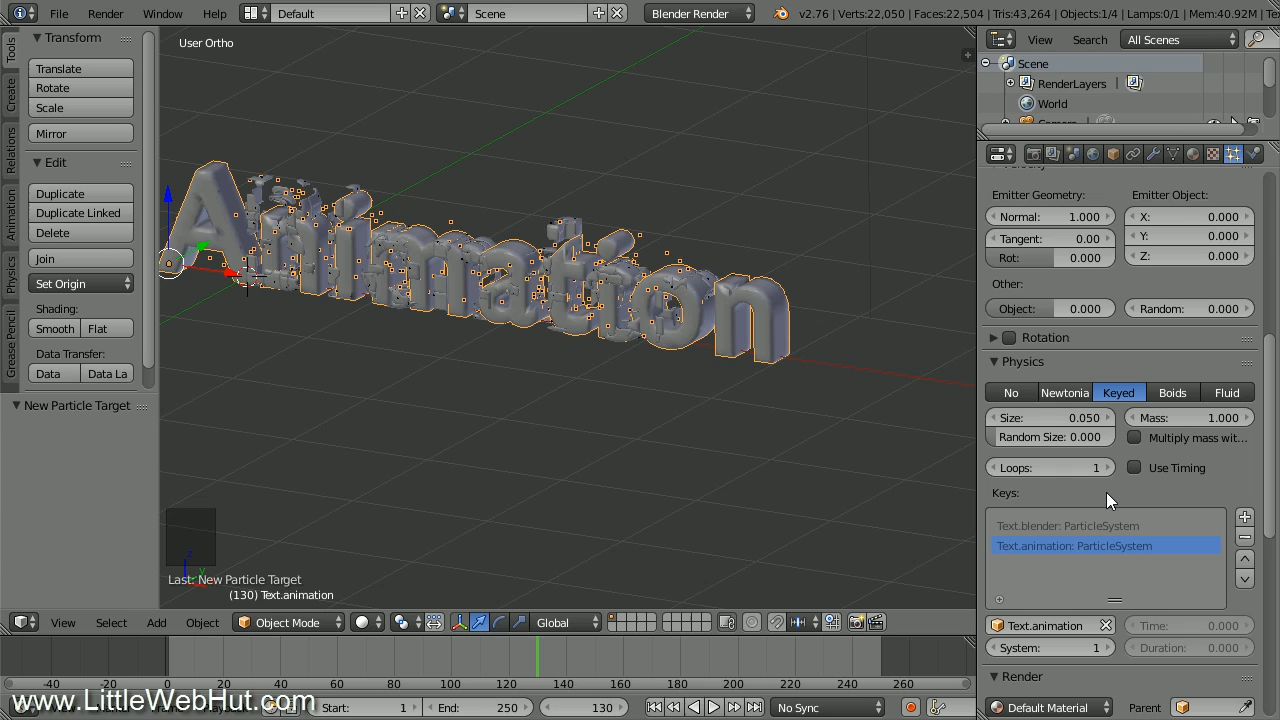 File Render Window Help Default Scene Blender Render v2.76 | Verts:22,050 | Faces:22,504 | Tris:43,264 | Objects:1/4 | Lamps:0/1 | Mem:40.92M
Tools
Create
Relations
Animation
Physics
Grease Pencil
Transform
Translate
Rotate
Scale
Mirror
Edit
Duplicate
Duplicate Linked
Delete
Join
Set Origin
Shading:
Smooth Flat
Data Transfer:
Data Data La
New Particle Target
User Ortho
Animation
Last: New Particle Target
(130) Text.animation
View Select Add Object Object Mode Global
-40 -20 0 20 40 60 80 100 120 140 160 180 200 220 240 260
www.LittleWebHut.com
Start: 1 End: 250 130 No Sync
View Search All Scenes
Scene
RenderLayers
World
Emitter Geometry: Emitter Object:
Normal: 1.000 X: 0.000
Tangent: 0.00 Y: 0.000
Rot: 0.000 Z: 0.000
Other:
Object: 0.000 Random: 0.000
Rotation
Physics
No Newtonia Keyed Boids Fluid
Size: 0.050 Mass: 1.000
Random Size: 0.000 Multiply mass wit...
Loops: 1 Use Timing
Keys:
Text.blender: ParticleSystem
Text.animation: ParticleSystem
Text.animation Time: 0.000
System: 1 Duration: 0.000
Render
Default Material Parent